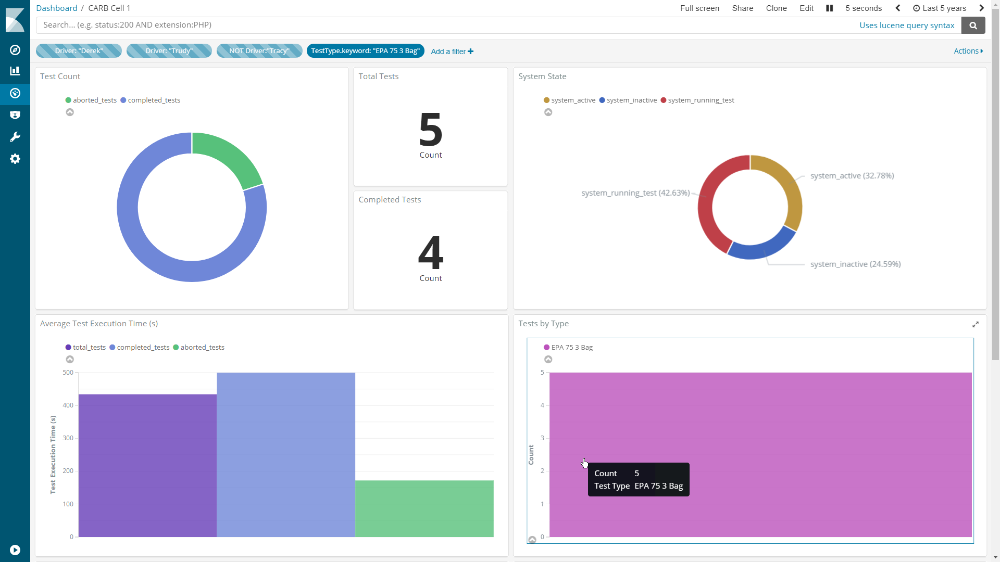 Dashboard / CARB Cell 1
Full screen Share Clone Edit 5 seconds Last 5 years
Search... (e.g. status:200 AND extension:PHP)
Uses lucene query syntax
Driver: "Derek"
Driver: "Trudy"
NOT Driver:"Tracy"
TestType.keyword: "EPA 75 3 Bag"
Add a filter
Actions
Test Count
aborted_tests completed_tests
Total Tests
5
Count
Completed Tests
4
Count
System State
system_active system_inactive system_running_test
system_active (32.78%)
system_running_test (42.63%)
system_inactive (24.59%)
Average Test Execution Time (s)
total_tests completed_tests aborted_tests
500
400
300
200
100
0
Test Execution Time (s)
Tests by Type
EPA 75 3 Bag
5
4
3
2
1
0
Count
Count 5
Test Type EPA 75 3 Bag